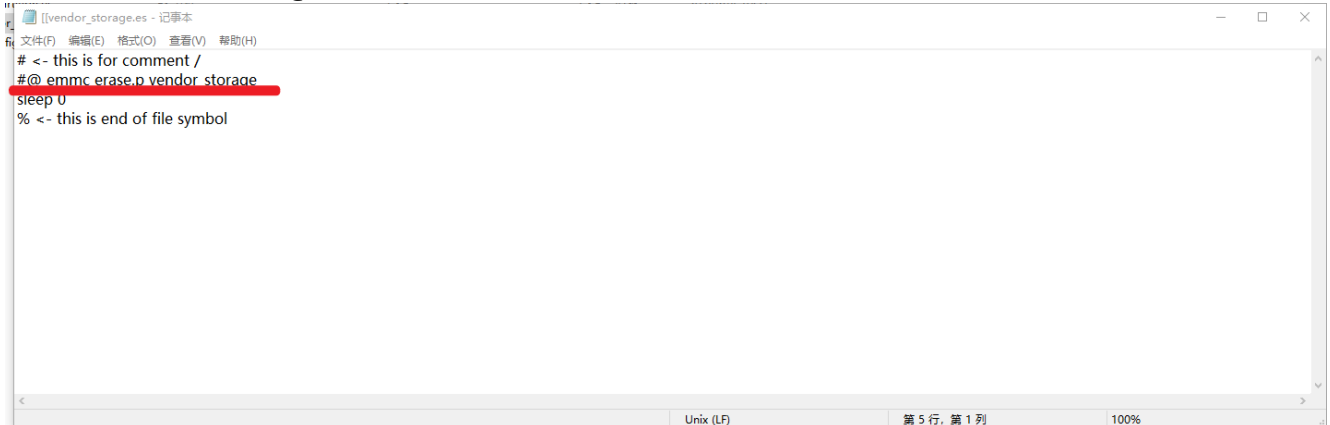 [[vendor_storage.es - 记事本
文件(F) 编辑(E) 格式(O) 查看(V) 帮助(H)
# <- this is for comment /
#@ emmc erase.p vendor_storage
sleep 0
% <- this is end of file symbol
Unix (LF) 第 5 行, 第 1 列 100%